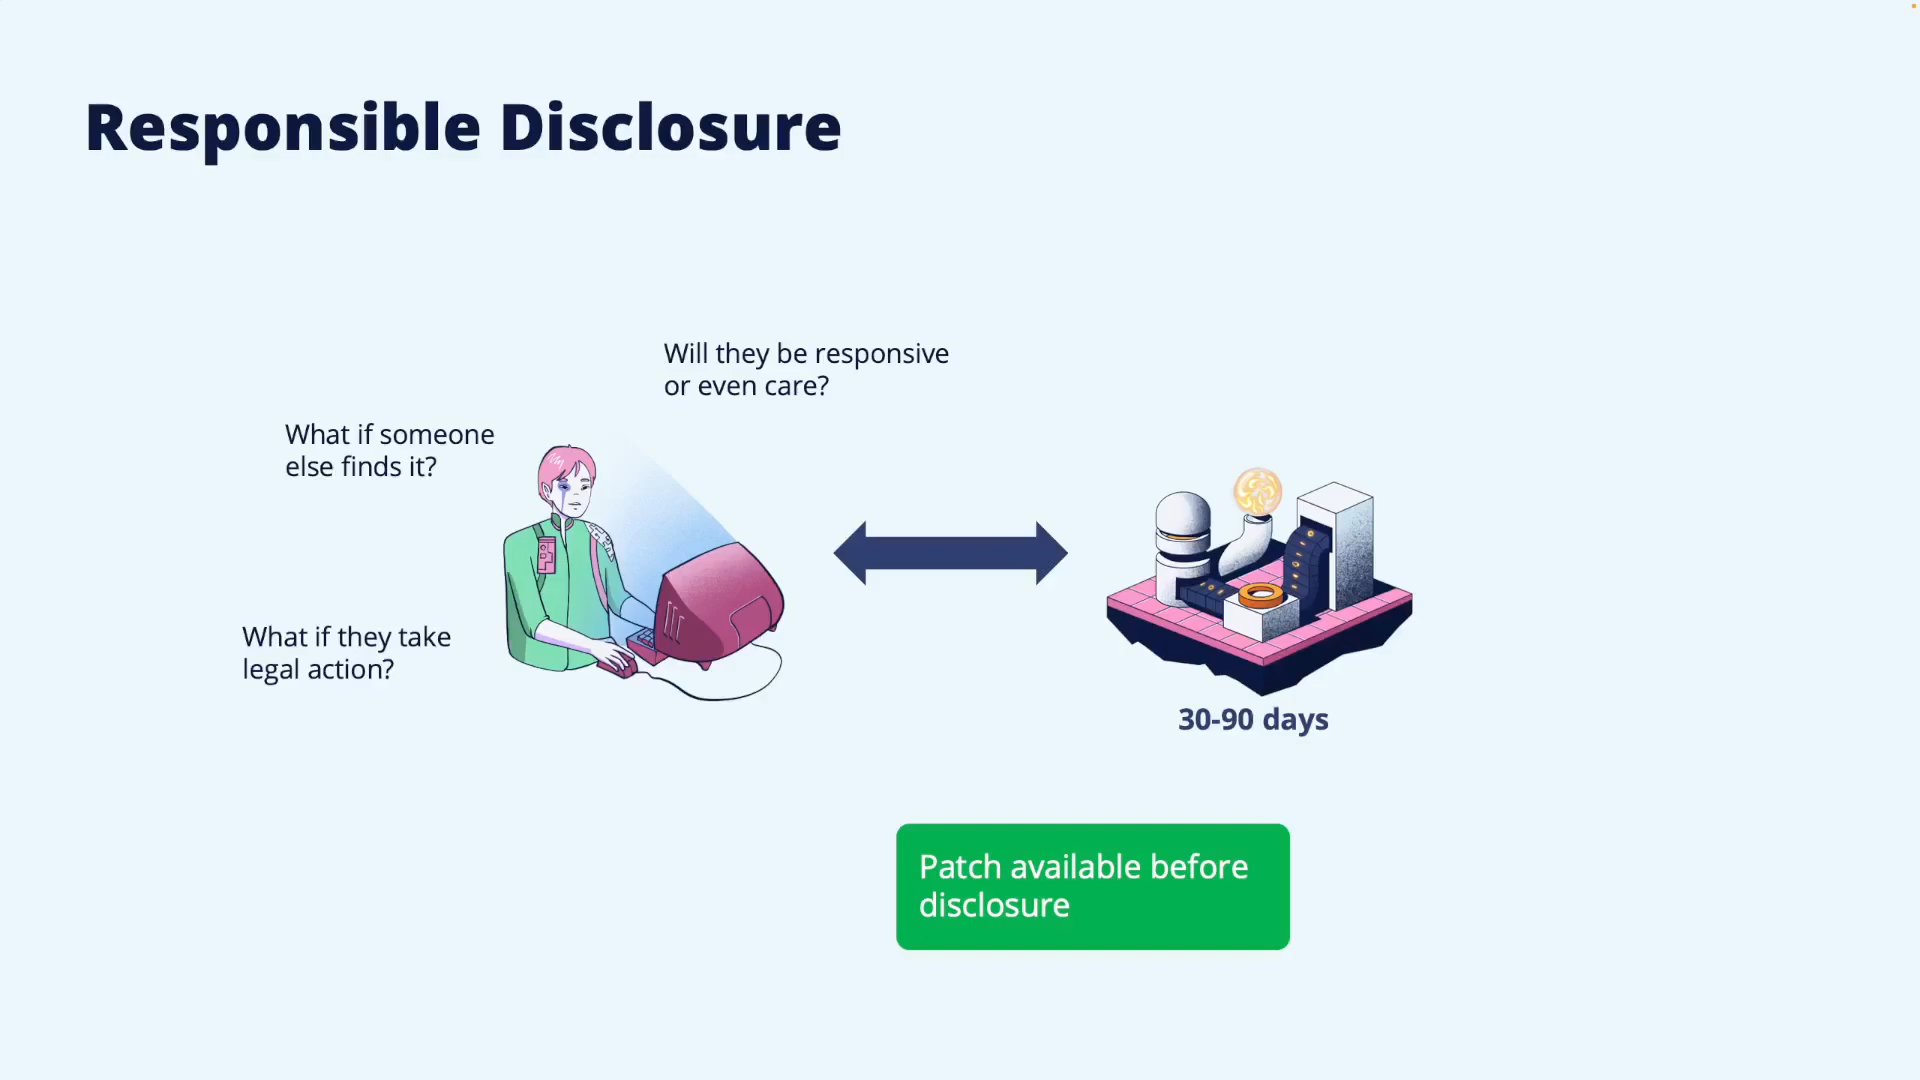 Responsible Disclosure
Will they be responsive
or even care?
What if someone
else finds it?
What if they take
legal action?
30-90 days
Patch available before
disclosure